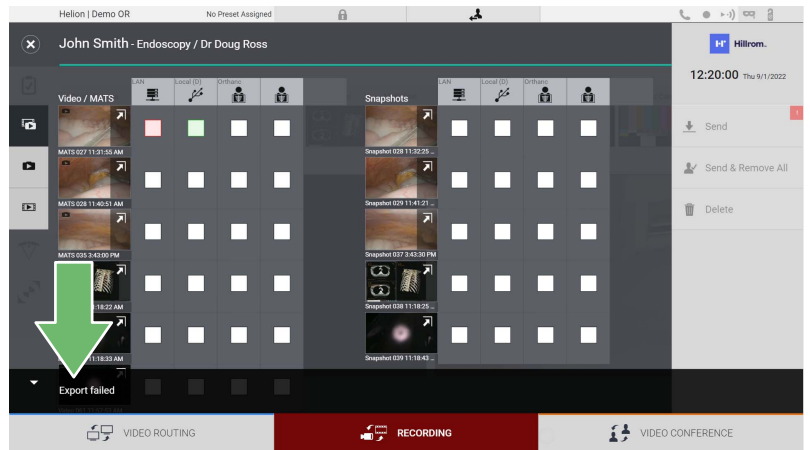 Helion | Demo OR
No Preset Assigned
John Smith - Endoscopy / Dr Doug Ross
Hillrom.
12:20:00 Thu 9/1/2022
Video / MATS
LAN
Local (D)
Orthanc
Snapshots
LAN
Local (D)
Orthanc
MATS 027 11:31:55 AM
Snapshot 028 11:32:25 ...
MATS 028 11:40:51 AM
Snapshot 029 11:41:21 ...
MATS 035 3:43:00 PM
Snapshot 037 3:43:30 PM
1:18:22 AM
Snapshot 038 11:18:25 ...
11:18:33 AM
Snapshot 039 11:18:43 ...
1
Send
Send & Remove All
Delete
Export failed
VIDEO ROUTING
RECORDING
VIDEO CONFERENCE